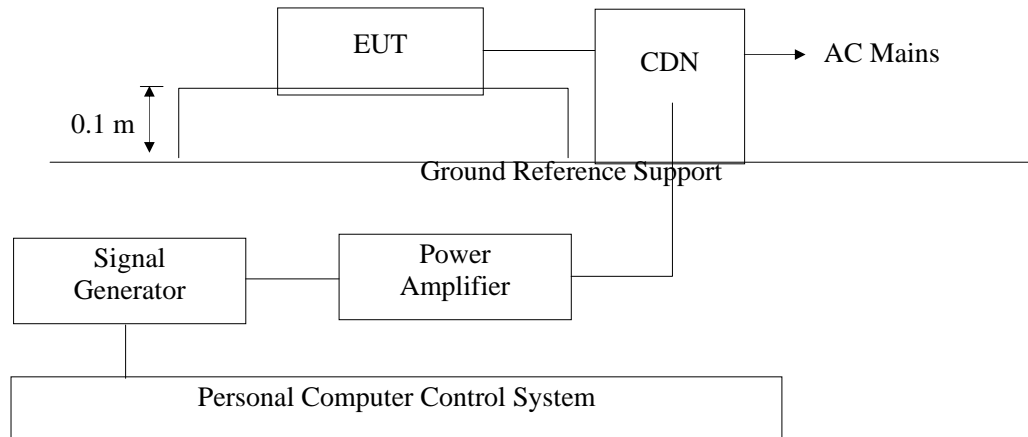 EUT
CDN
AC Mains
0.1 m
Ground Reference Support
Signal
Generator
Power
Amplifier
Personal Computer Control System